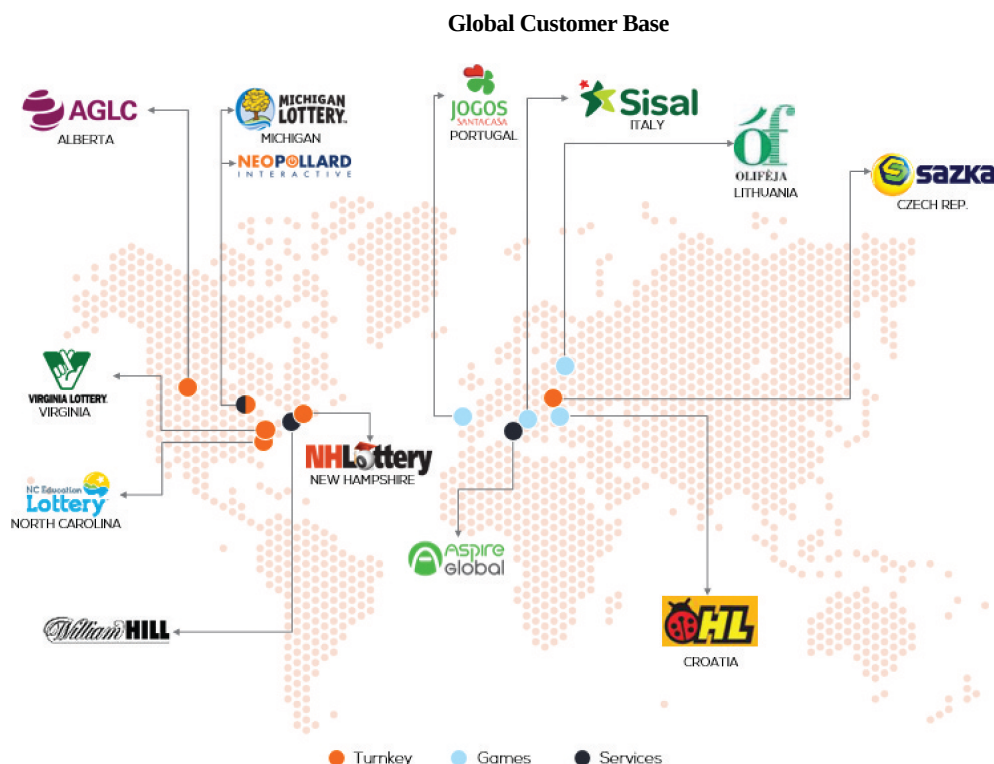 Global Customer Base
AGLC
ALBERTA
MICHIGAN
LOTTERY
MICHIGAN
NEOPOLLARD
INTERACTIVE
JOGOS
SANTACASA
PORTUGAL
Sisal
ITALY
óf
OLIFĖJA
LITHUANIA
S
SAZKA
CZECH REP.
VIRGINIA LOTTERY
VIRGINIA
NHLottery
NEW HAMPSHIRE
NC Education
Lottery
NORTH CAROLINA
ASPIRE
GLOBAL
William HILL
HL
CROATIA
Turnkey
Games
Services